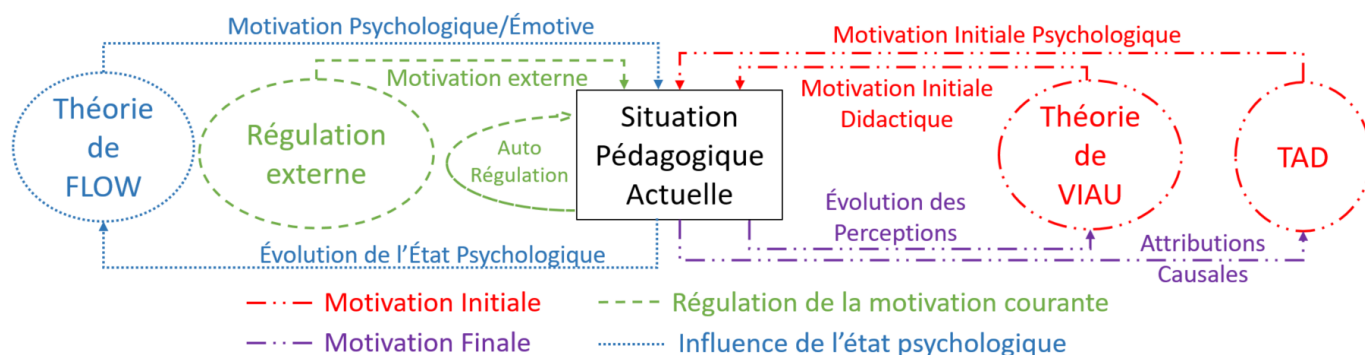 Motivation Psychologique/Émotive
Motivation Initiale Psychologique
Motivation externe
Motivation Initiale
Didactique
Théorie
de
FLOW
Régulation
externe
Auto
Régulation
Situation
Pédagogique
Actuelle
Théorie
de
VIAU
TAD
Évolution des
Perceptions
Évolution de l'État Psychologique
Attributions
Causales
Motivation Initiale
Régulation de la motivation courante
Motivation Finale
Influence de l'état psychologique